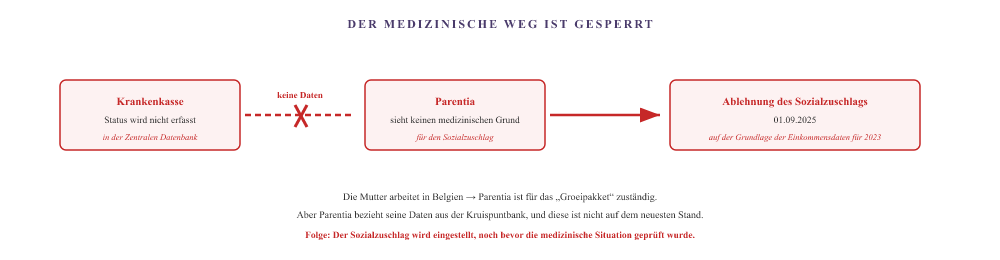 DER MEDIZINISCHE WEG IST GESPERRT
Krankenkasse
Status wird nicht erfasst
in der Zentralen Datenbank
keine Daten
Parentia
sieht keinen medizinischen Grund
für den Sozialzuschlag
Ablehnung des Sozialzuschlags
01.09.2025
auf der Grundlage der Einkommensdaten für 2023
Die Mutter arbeitet in Belgien → Parentia ist für das „Groeipakket“ zuständig.
Aber Parentia bezieht seine Daten aus der Kruispuntbank, und diese ist nicht auf dem neuesten Stand.
Folge: Der Sozialzuschlag wird eingestellt, noch bevor die medizinische Situation geprüft wurde.